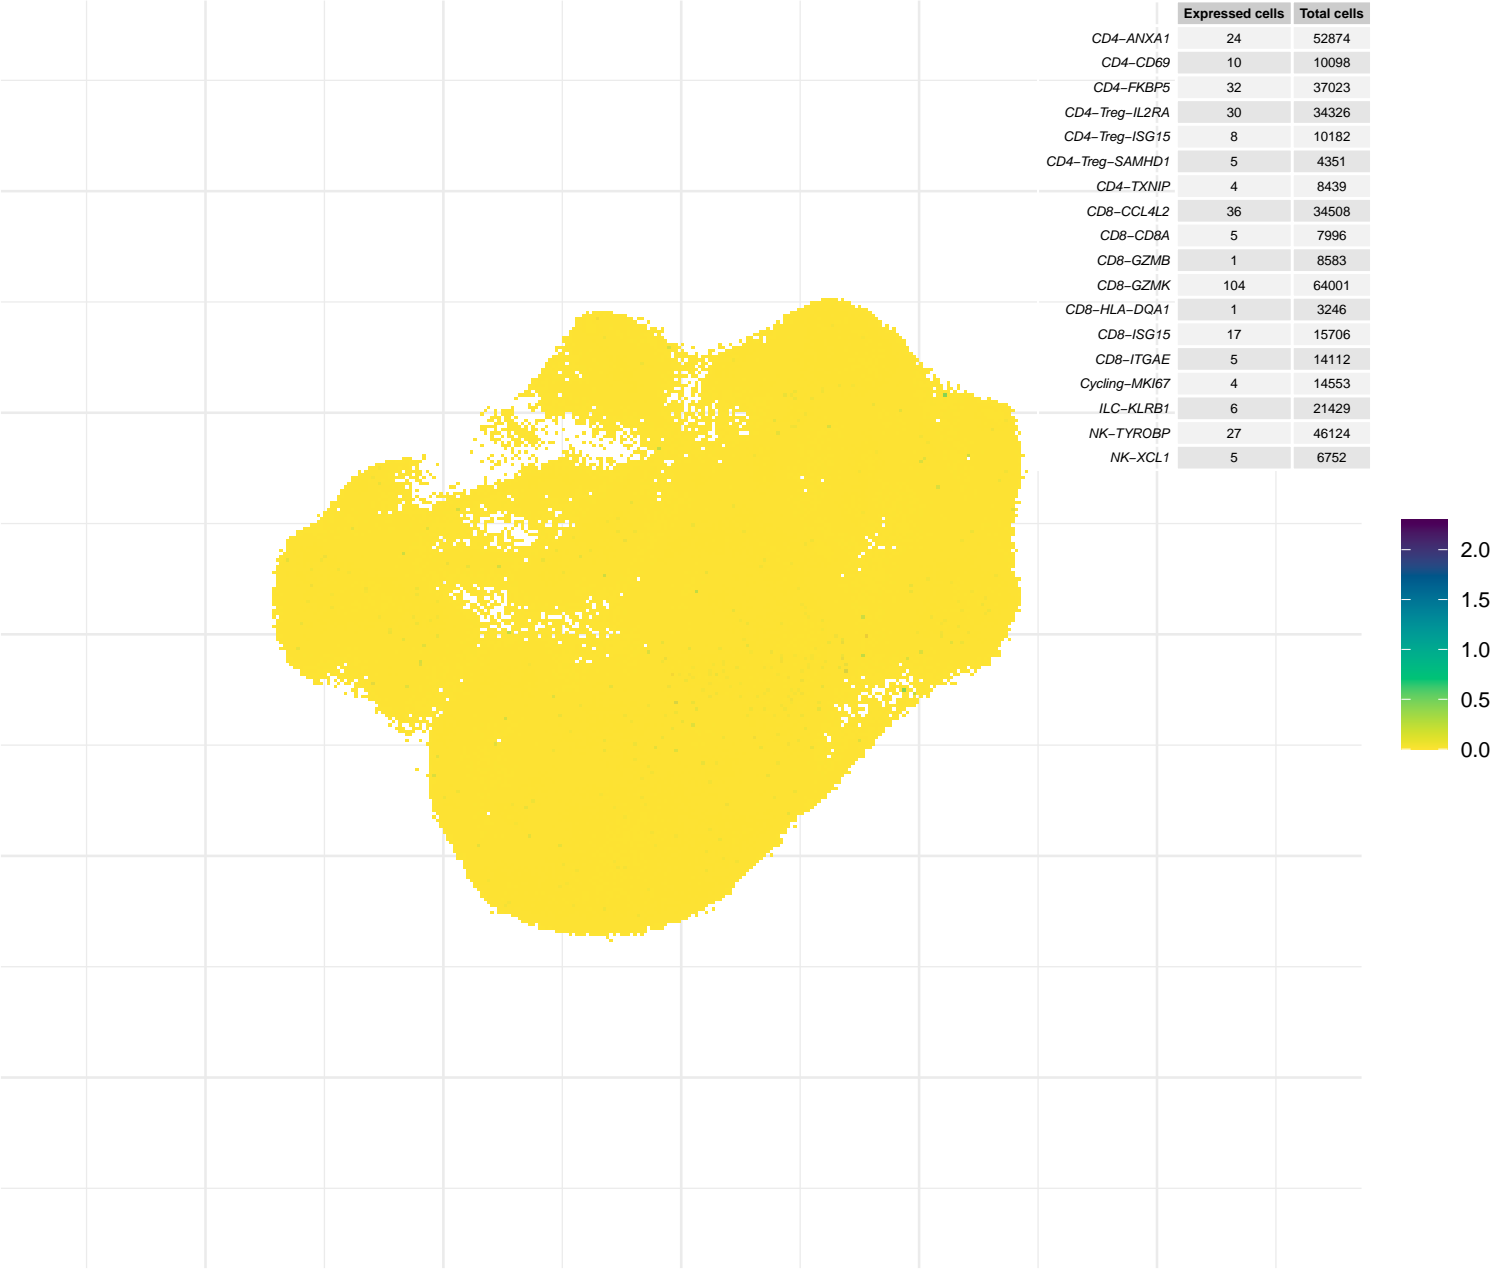 Expressed cells Total cells
CD4−ANXA1 24 52874
CD4−CD69 10 10098
CD4−FKBP5 32 37023
CD4−Treg−IL2RA 30 34326
CD4−Treg−ISG15 8 10182
CD4−Treg−SAMHD1 5 4351
CD4−TXNIP 4 8439
CD8−CCL4L2 36 34508
CD8−CD8A 5 7996
CD8−GZMB 1 8583
CD8−GZMK 104 64001
CD8−HLA−DQA1 1 3246
CD8−ISG15 17 15706
CD8−ITGAE 5 14112
Cycling−MKI67 4 14553
ILC−KLRB1 6 21429
NK−TYROBP 27 46124
NK−XCL1 5 6752
2.0
1.5
1.0
0.5
0.0